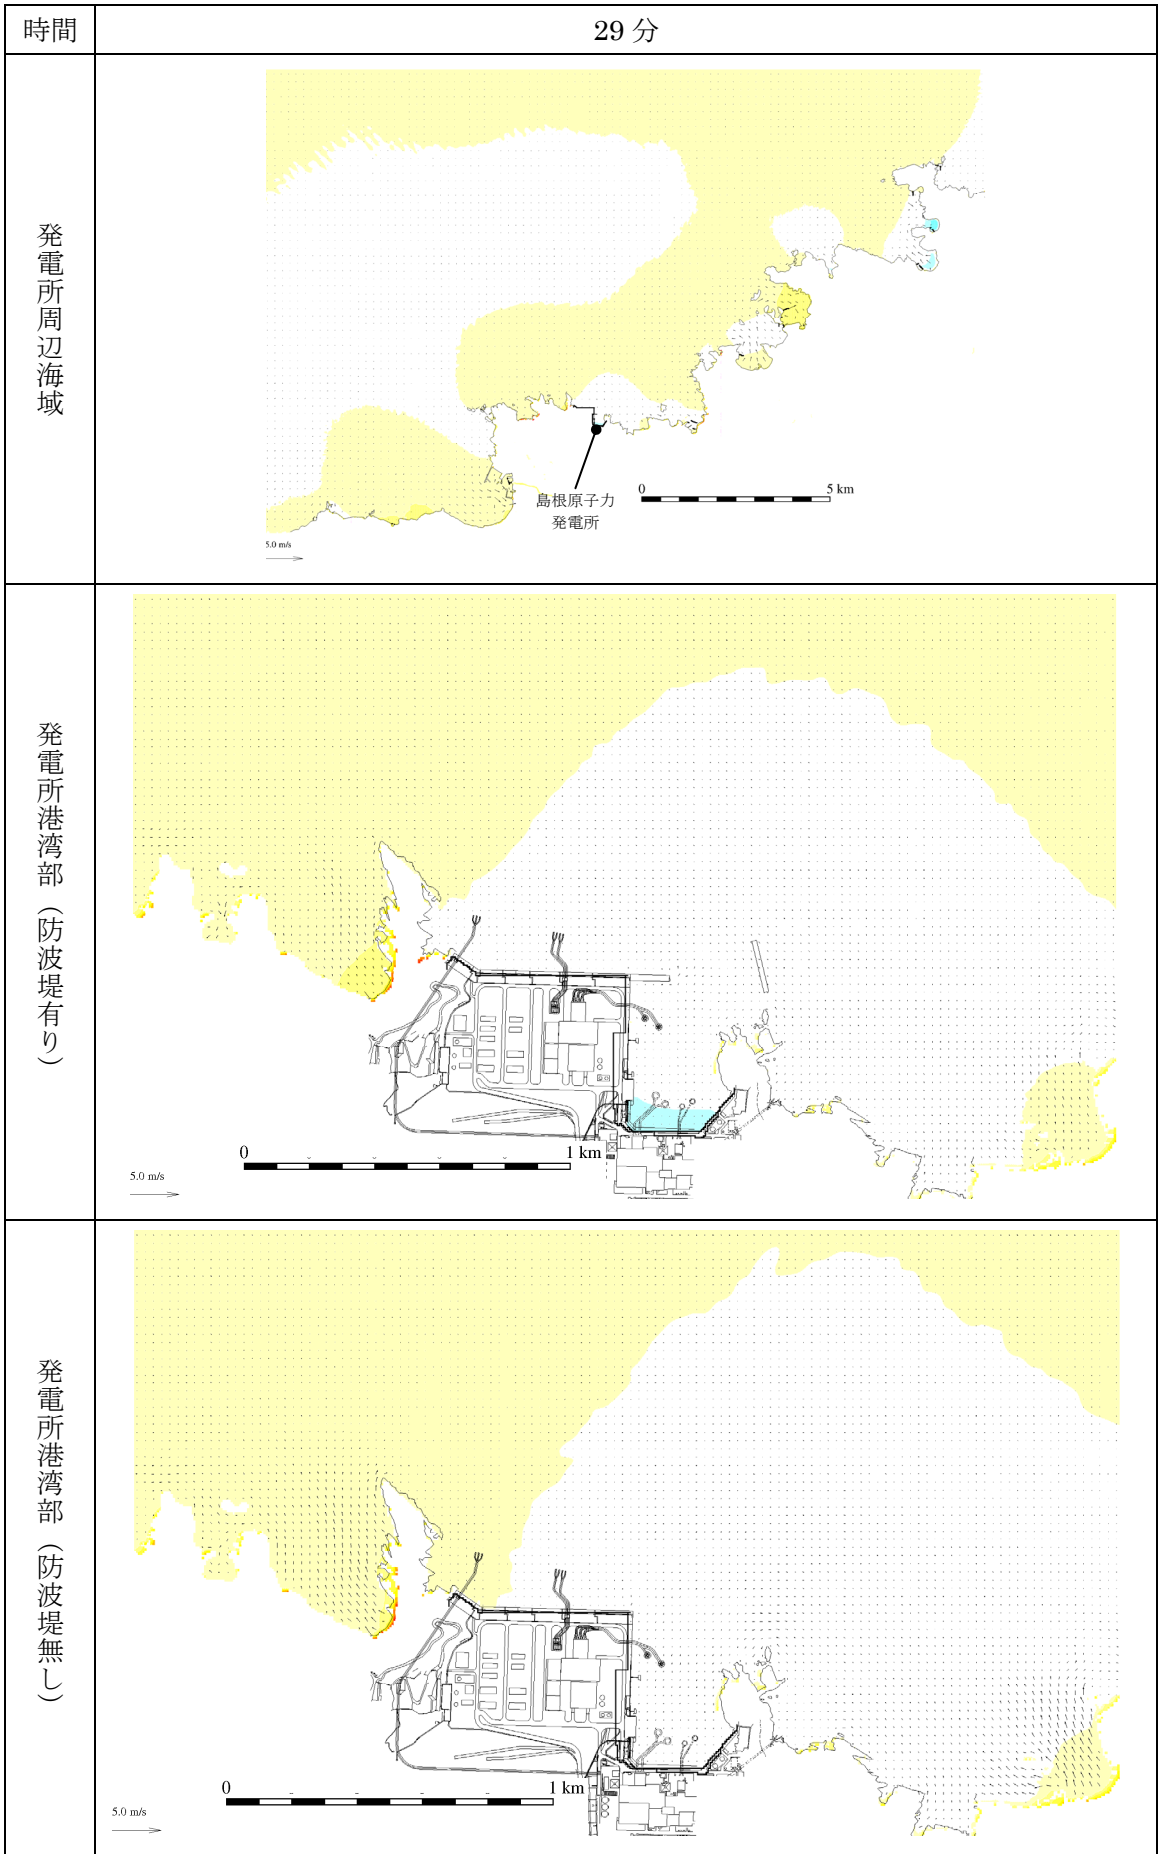 時間
29 分
発電所周辺海域
島根原子力
発電所
0
5 km
5.0 m/s
発電所港湾部（防波堤有り）
0
1 km
5.0 m/s
発電所港湾部（防波堤無し）
0
1 km
5.0 m/s